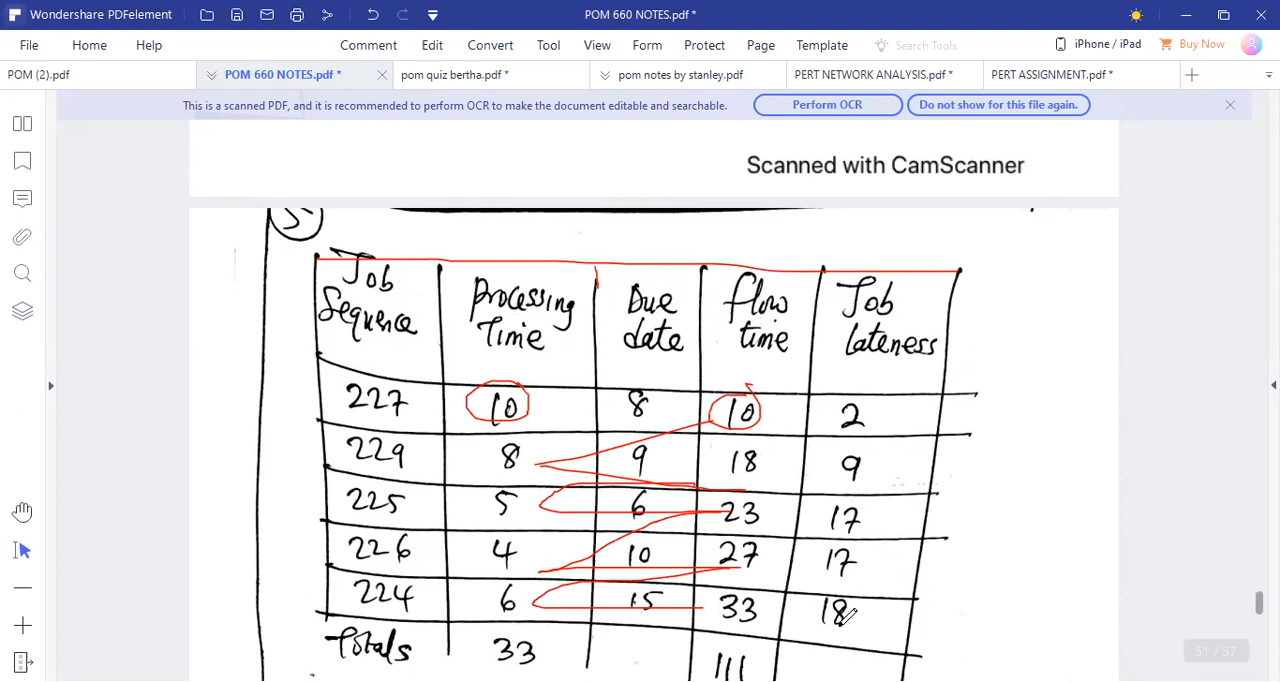 Wondershare PDFelement
POM 660 NOTES.pdf *
File Home Help Comment Edit Convert Tool View Form Protect Page Template Search Tools iPhone / iPad Buy Now
POM (2).pdf POM 660 NOTES.pdf * pom quiz bertha.pdf * pom notes by stanley.pdf PERT NETWORK ANALYSIS.pdf * PERT ASSIGNMENT.pdf *
This is a scanned PDF, and it is recommended to perform OCR to make the document editable and searchable. Perform OCR Do not show for this file again.
Scanned with CamScanner
Job Sequence Processing Time Due date flow time Job lateness
227 10 8 10 2
229 8 9 18 9
225 5 6 23 17
226 4 10 27 17
224 6 15 33 18
Totals 33 111
51 / 57